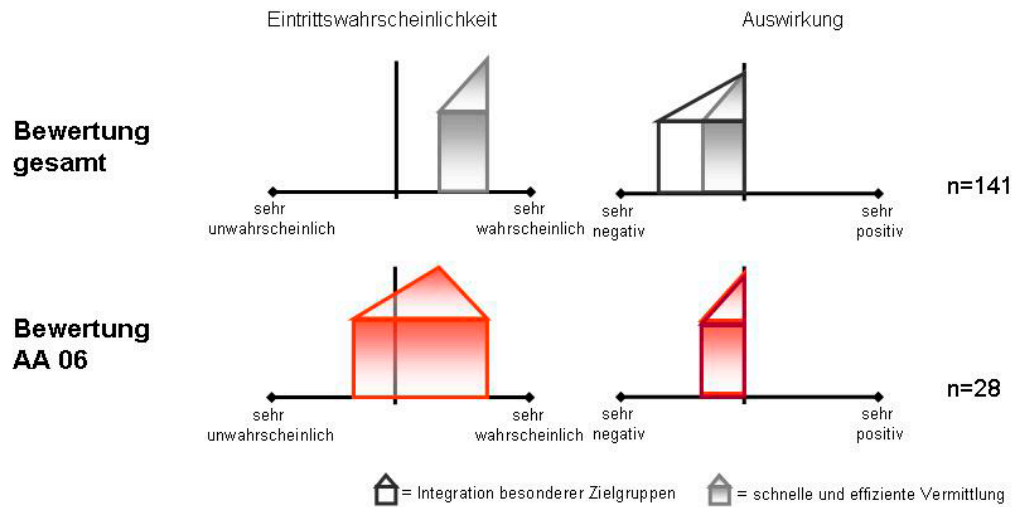 Eintrittswahrscheinlichkeit
Auswirkung
Bewertung
gesamt
sehr
unwahrscheinlich
sehr
wahrscheinlich
sehr
negativ
sehr
positiv
n=141
Bewertung
AA 06
sehr
unwahrscheinlich
sehr
wahrscheinlich
sehr
negativ
sehr
positiv
n=28
= Integration besonderer Zielgruppen
= schnelle und effiziente Vermittlung